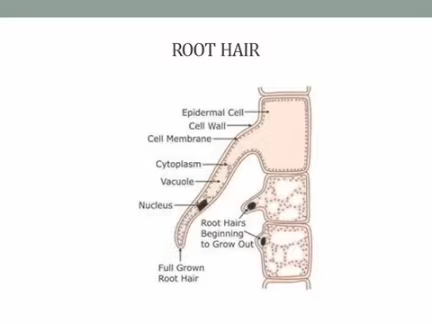 ROOT HAIR
Epidermal Cell
Cell Wall
Cell Membrane
Cytoplasm
Vacuole
Nucleus
Root Hairs
Beginning
to Grow Out
Full Grown
Root Hair